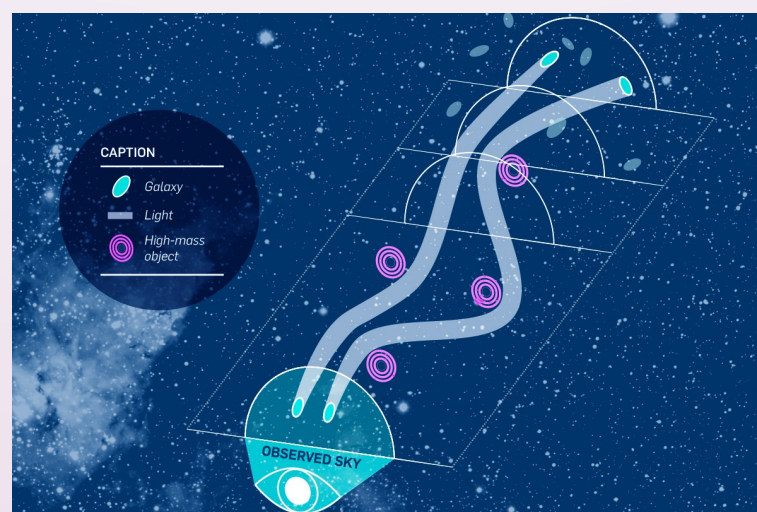 CAPTION
Galaxy
Light
High-mass
object
OBSERVED SKY